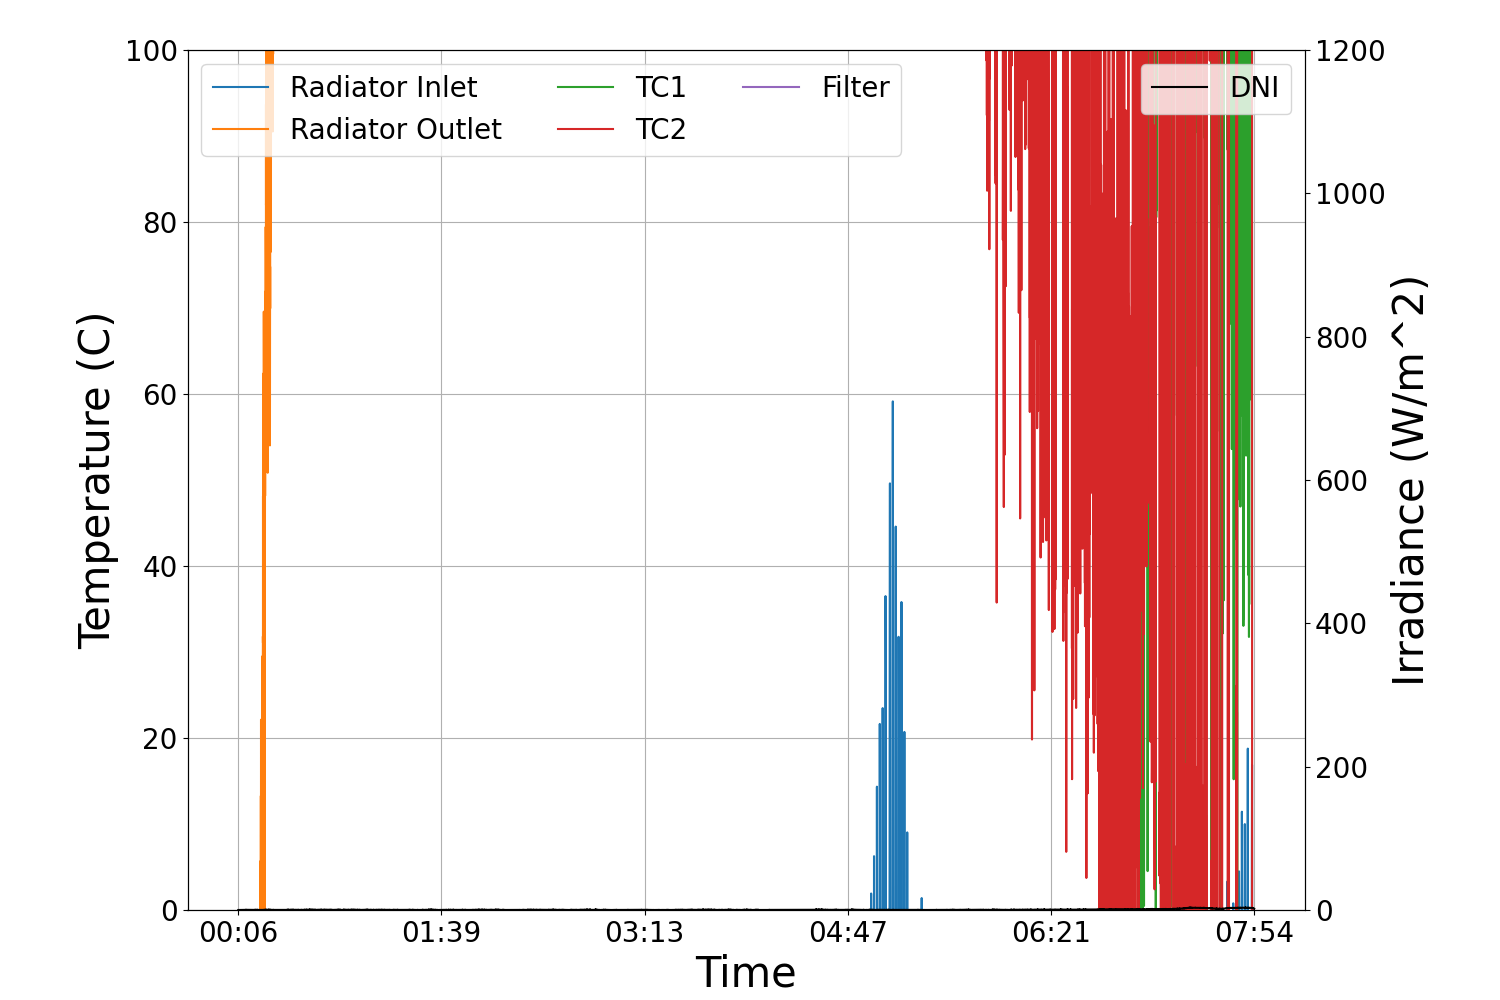 100
80
60
40
20
0
Temperature (C)
Radiator Inlet
Radiator Outlet
TC1
TC2
Filter
DNI
1200
1000
800
600
400
200
0
Irradiance (W/m^2)
00:06 01:39 03:13 04:47 06:21 07:54
Time